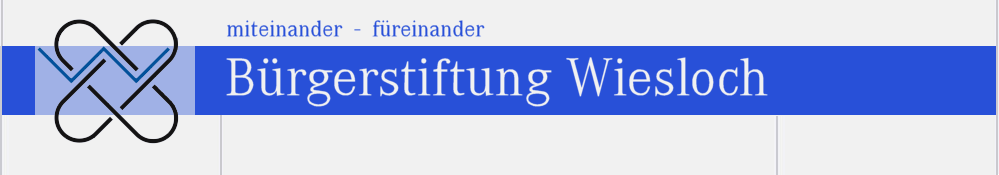 miteinander - füreinander
Bürgerstiftung Wiesloch